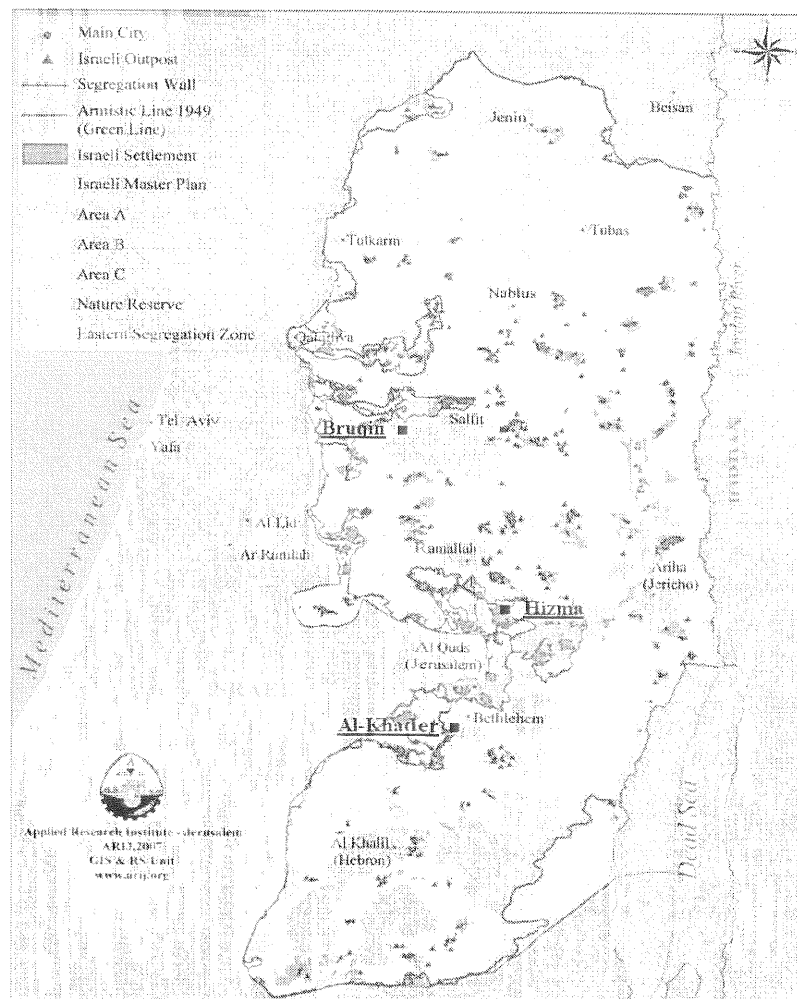 Main City
Israeli Outpost
Segregation Wall
Armistic Line 1949
(Green Line)
Israeli Settlement
Israeli Master Plan
Area A
Area B
Area C
Nature Reserve
Eastern Segregation Zone
Jenin
Beisan
Tulkarm
Tubas
Nablus
Jordan River
Qalqiliya
Tel Aviv
Yafa
Mediterranean Sea
Bruqin
Salfit
Al Lid
Ar Ramlah
Ramallah
Ariha
(Jericho)
Hizma
Al Quds
(Jerusalem)
Al-Khader
Bethlehem
Dead Sea
Applied Research Institute - Jerusalem
ARIJ, 2007
GIS & RS Unit
www.arij.org
Al Khalil
(Hebron)